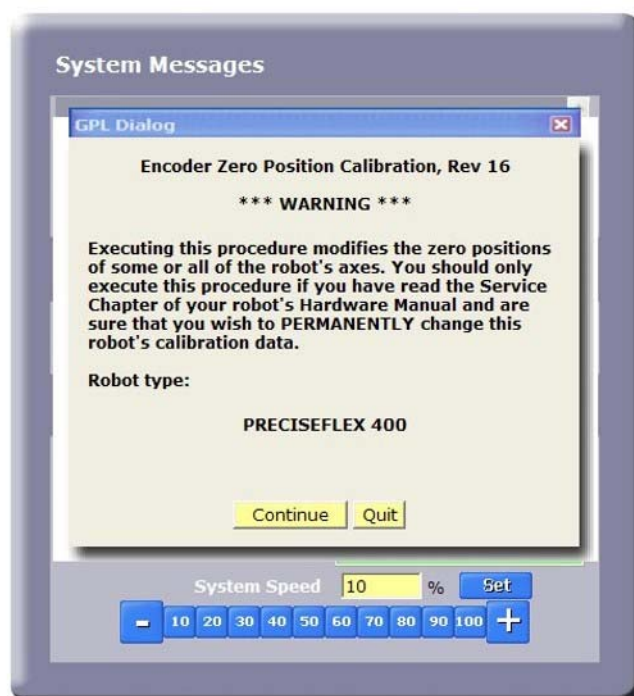 System Messages
GPL Dialog
Encoder Zero Position Calibration, Rev 16
*** WARNING ***
Executing this procedure modifies the zero positions
of some or all of the robot's axes. You should only
execute this procedure if you have read the Service
Chapter of your robot's Hardware Manual and are
sure that you wish to PERMANENTLY change this
robot's calibration data.
Robot type:
PRECISEFLEX 400
Continue Quit
System Speed 10 % Set
- 10 20 30 40 50 60 70 80 90 100 +